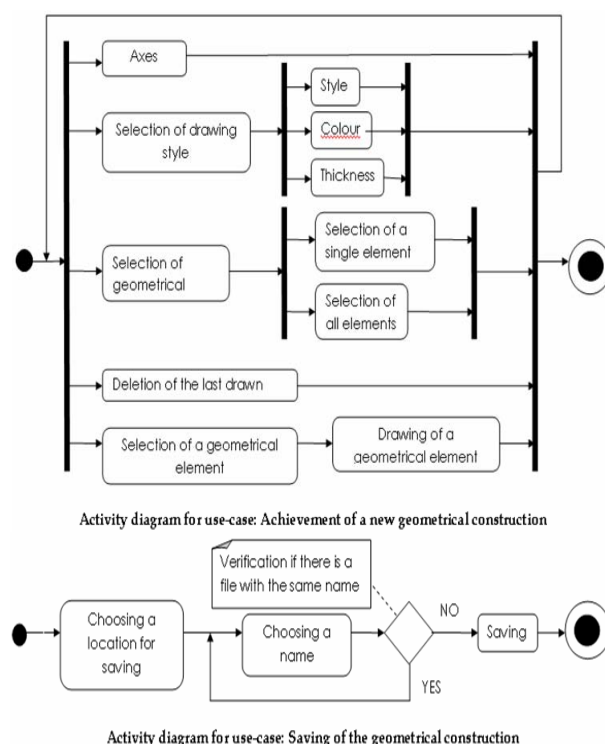 Axes
Selection of drawing
style
Style
Colour
Thickness
Selection of
geometrical
Selection of a
single element
Selection of
all elements
Deletion of the last drawn
Selection of a geometrical
element
Drawing of a
geometrical element
Activity diagram for use-case: Achievement of a new geometrical construction
Verification if there is a
file with the same name
Choosing a
location for
saving
Choosing a
name
NO
Saving
YES
Activity diagram for use-case: Saving of the geometrical construction